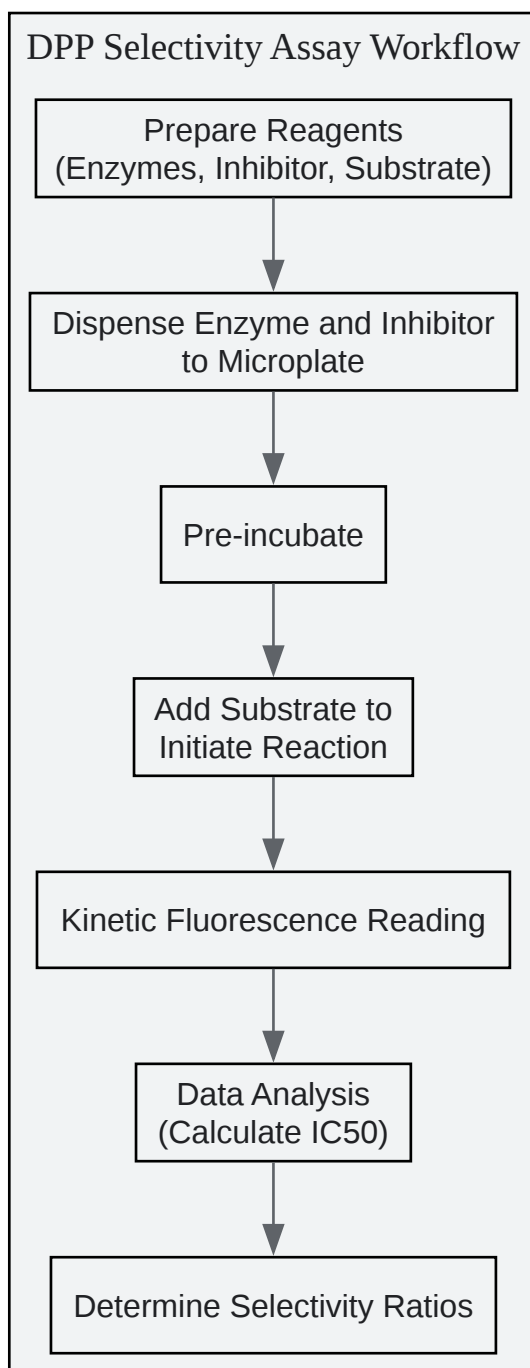 DPP Selectivity Assay Workflow
Prepare Reagents
(Enzymes, Inhibitor, Substrate)
Dispense Enzyme and Inhibitor
to Microplate
Pre-incubate
Add Substrate to
Initiate Reaction
Kinetic Fluorescence Reading
Data Analysis
(Calculate IC50)
Determine Selectivity Ratios